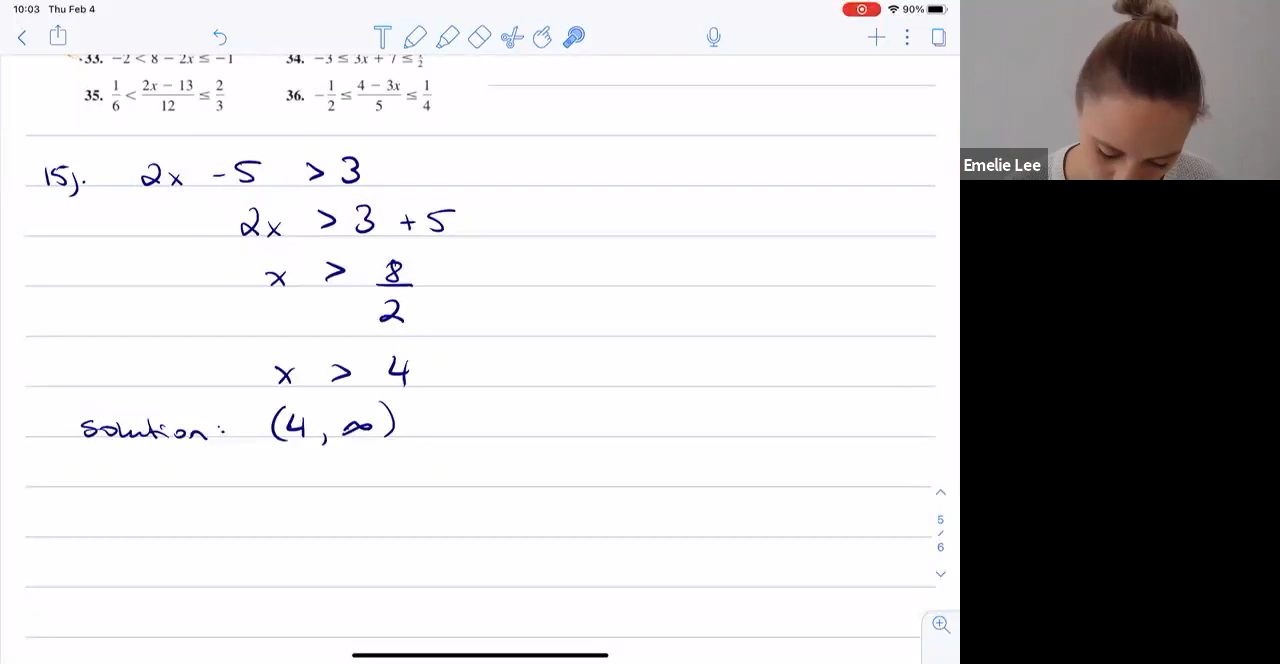 10:03 Thu Feb 4
90%
33. −2 < 8 − 2x ≤ −1 34. −3 ≤ 3x + 7 ≤ 1/2
35. 1/6 < (2x − 13)/12 ≤ 2/3 36. −1/2 ≤ (4 − 3x)/5 ≤ 1/4
15). 2x − 5 > 3
2x > 3 + 5
x > 8/2
x > 4
solution: (4, ∞)
5/6
Emelie Lee